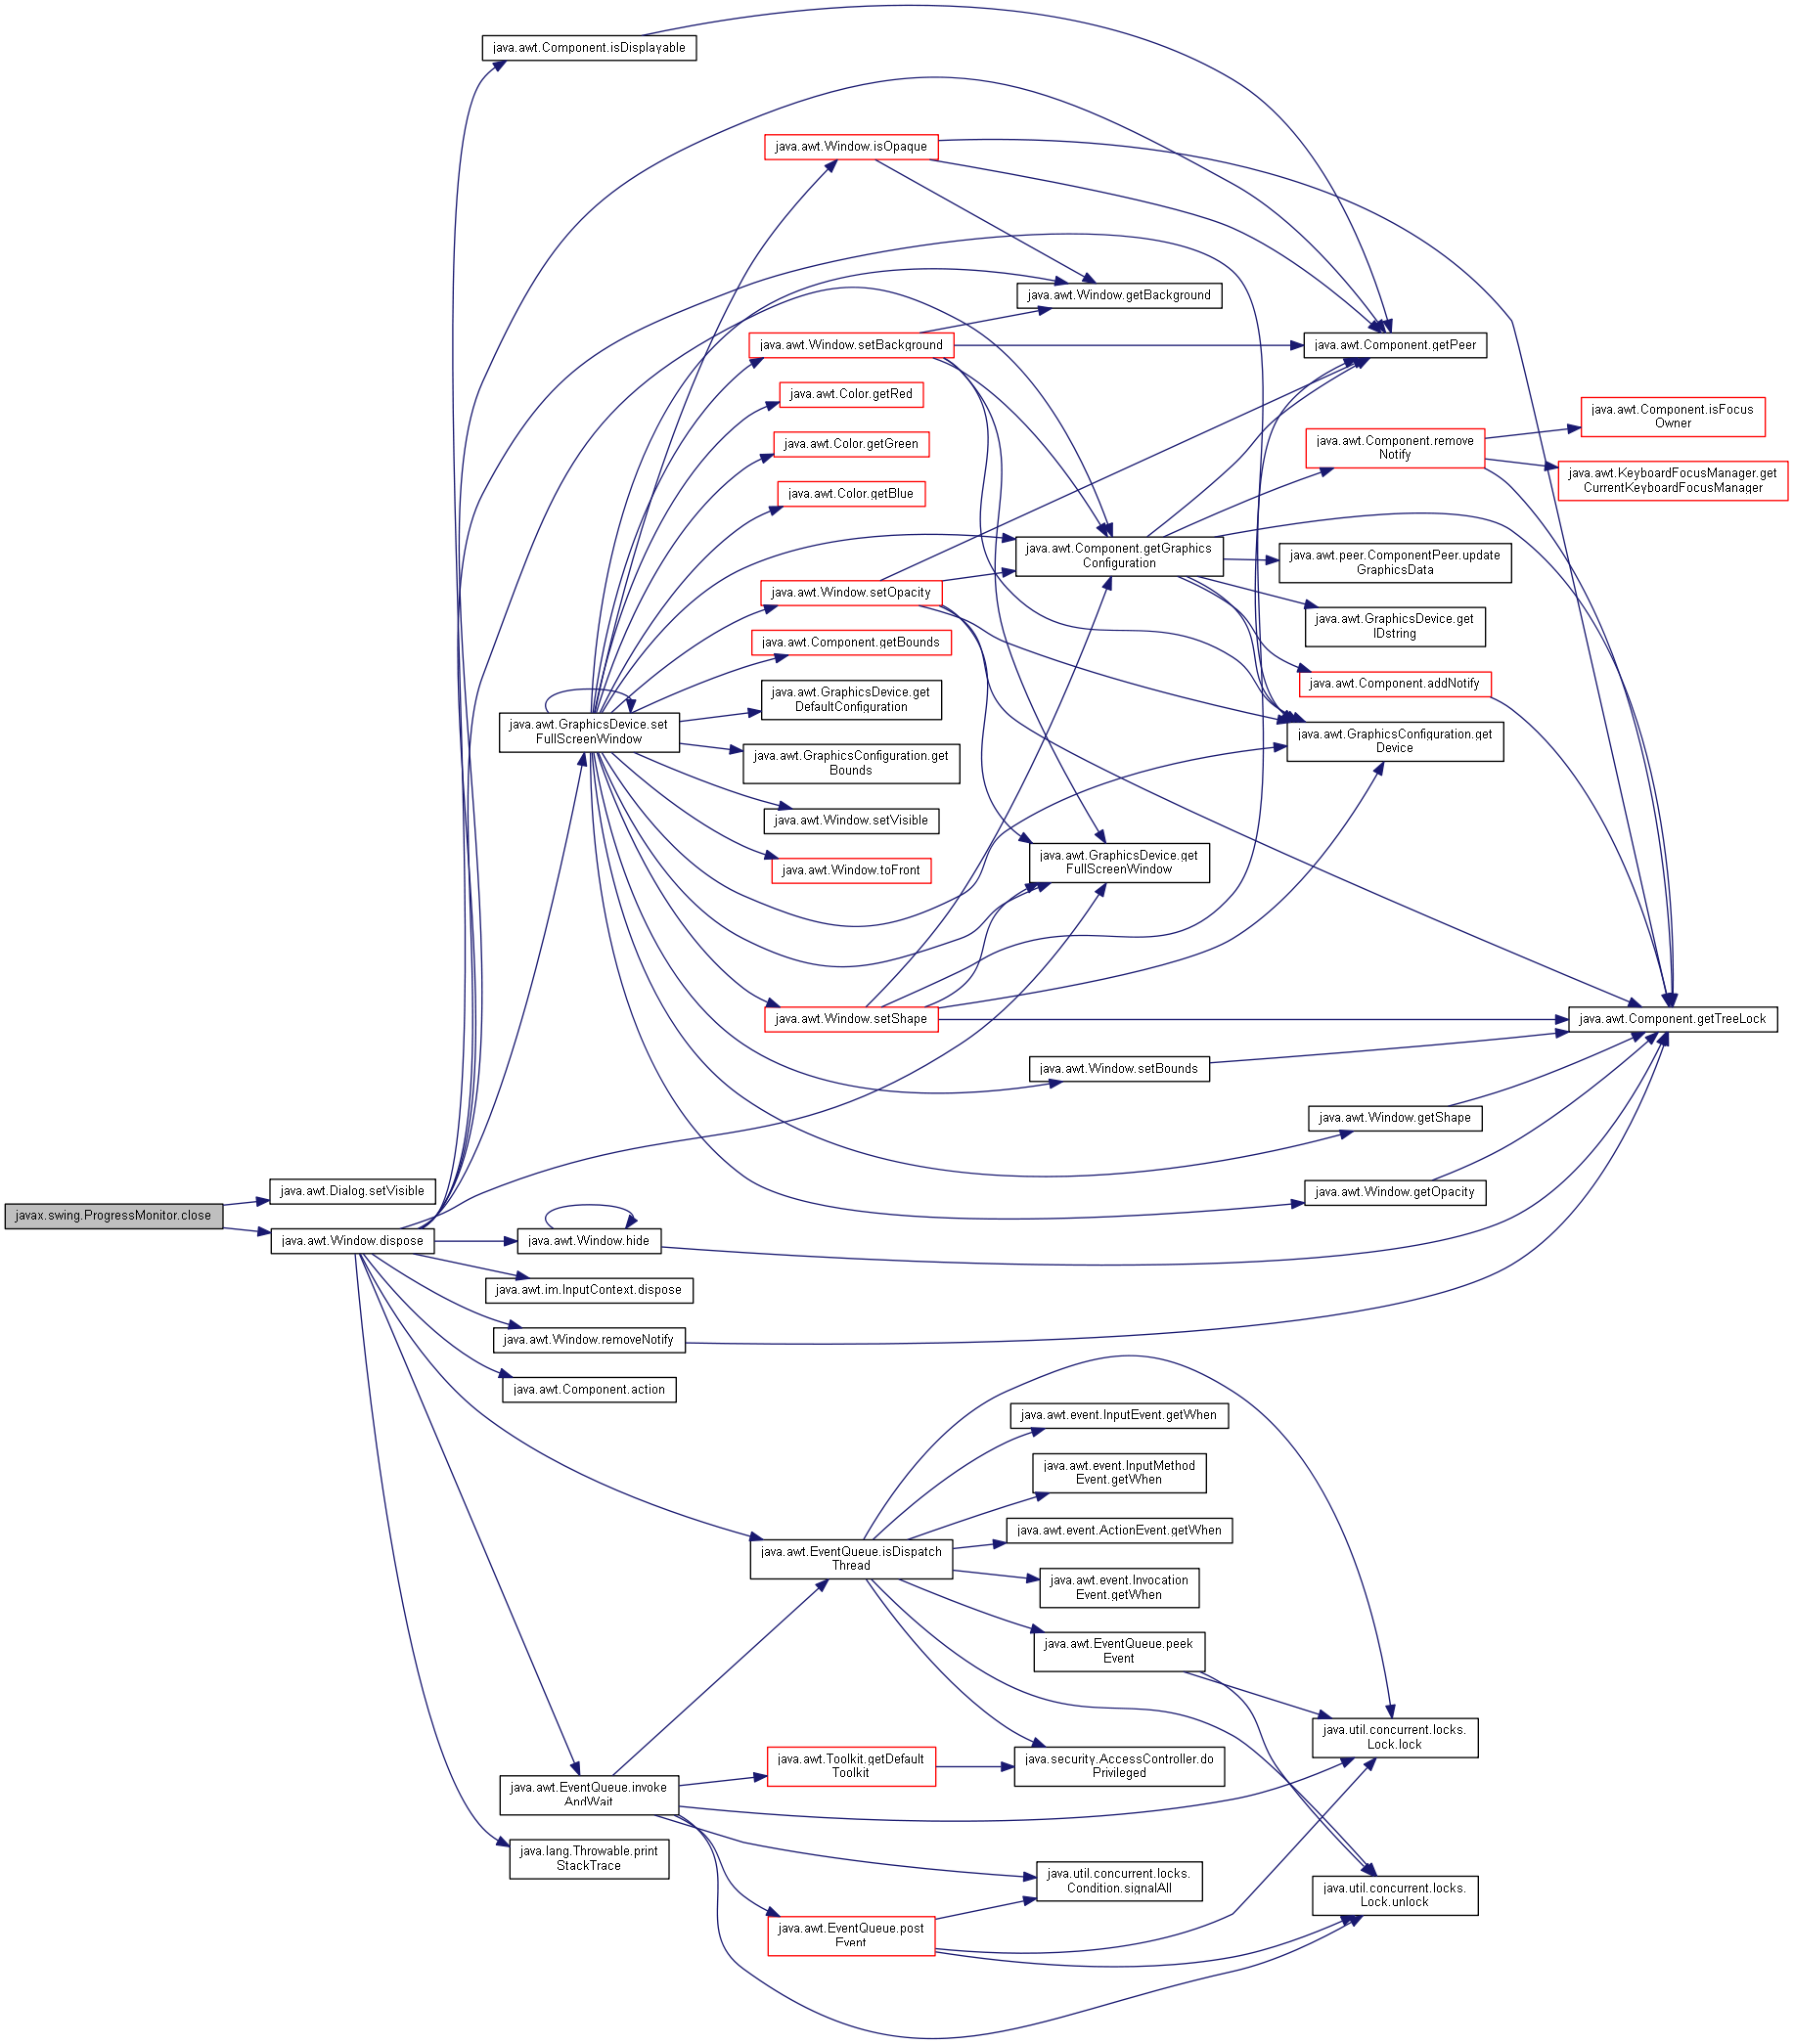 java.awt.Component.isDisplayable
java.awt.Window.isOpaque
java.awt.Window.getBackground
java.awt.Window.setBackground
java.awt.Component.getPeer
java.awt.Color.getRed
java.awt.Component.isFocus
Owner
java.awt.Color.getGreen
java.awt.Component.remove
Notify
java.awt.KeyboardFocusManager.get
CurrentKeyboardFocusManager
java.awt.Color.getBlue
java.awt.Component.getGraphics
Configuration
java.awt.peer.ComponentPeer.update
GraphicsData
java.awt.Window.setOpacity
java.awt.GraphicsDevice.get
IDstring
java.awt.Component.getBounds
java.awt.Component.addNotify
java.awt.GraphicsDevice.get
DefaultConfiguration
java.awt.GraphicsDevice.set
FullScreenWindow
java.awt.GraphicsConfiguration.get
Device
java.awt.GraphicsConfiguration.get
Bounds
java.awt.Window.setVisible
java.awt.GraphicsDevice.get
FullScreenWindow
java.awt.Window.toFront
java.awt.Window.setShape
java.awt.Component.getTreeLock
java.awt.Window.setBounds
java.awt.Window.getShape
java.awt.Dialog.setVisible
java.awt.Window.getOpacity
javax.swing.ProgressMonitor.close
java.awt.Window.dispose
java.awt.Window.hide
java.awt.im.InputContext.dispose
java.awt.Window.removeNotify
java.awt.Component.action
java.awt.event.InputEvent.getWhen
java.awt.event.InputMethod
Event.getWhen
java.awt.event.ActionEvent.getWhen
java.awt.EventQueue.isDispatch
Thread
java.awt.event.Invocation
Event.getWhen
java.awt.EventQueue.peek
Event
java.util.concurrent.locks.
Lock.lock
java.awt.Toolkit.getDefault
Toolkit
java.security.AccessController.do
Privileged
java.awt.EventQueue.invoke
AndWait
java.lang.Throwable.print
StackTrace
java.util.concurrent.locks.
Condition.signalAll
java.util.concurrent.locks.
Lock.unlock
java.awt.EventQueue.post
Event